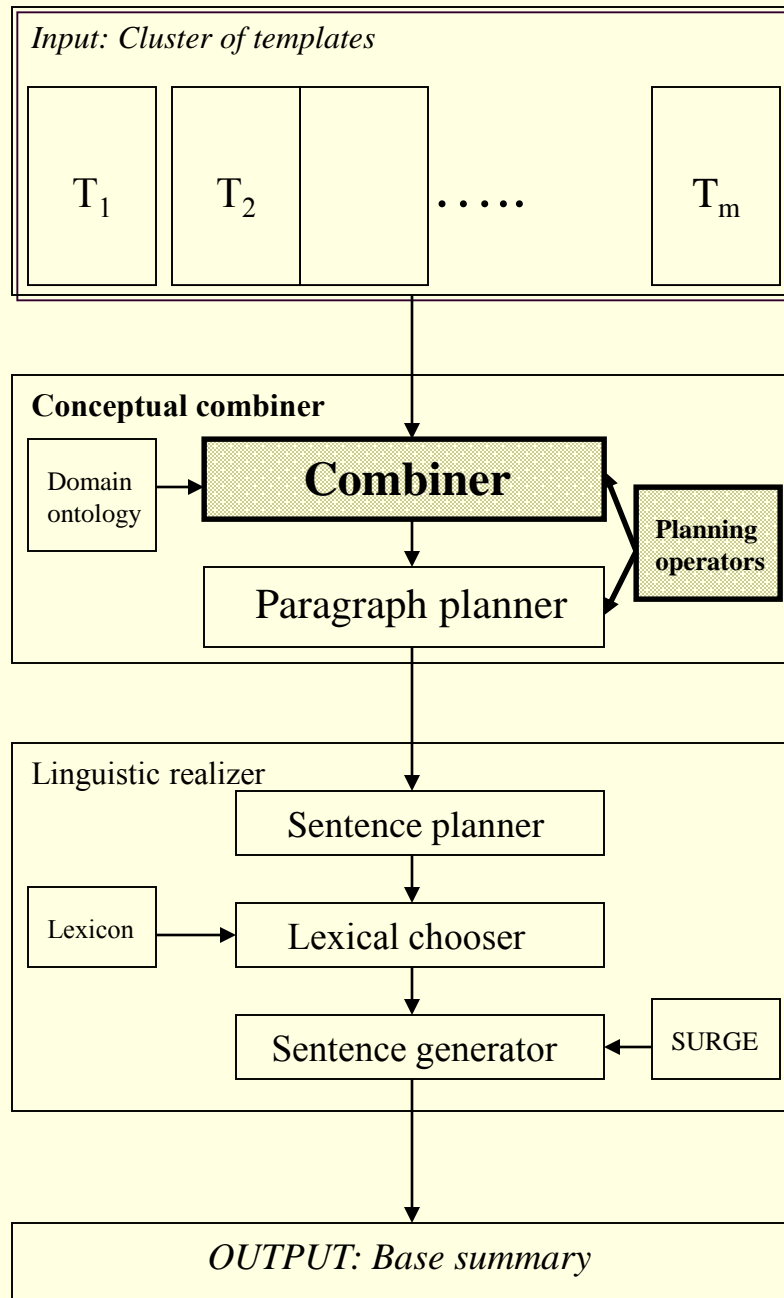 Input: Cluster of templates
T₁ T₂ ..... Tₘ
Conceptual combiner
Domain
ontology
Combiner
Planning
operators
Paragraph planner
Linguistic realizer
Sentence planner
Lexicon
Lexical chooser
Sentence generator
SURGE
OUTPUT: Base summary